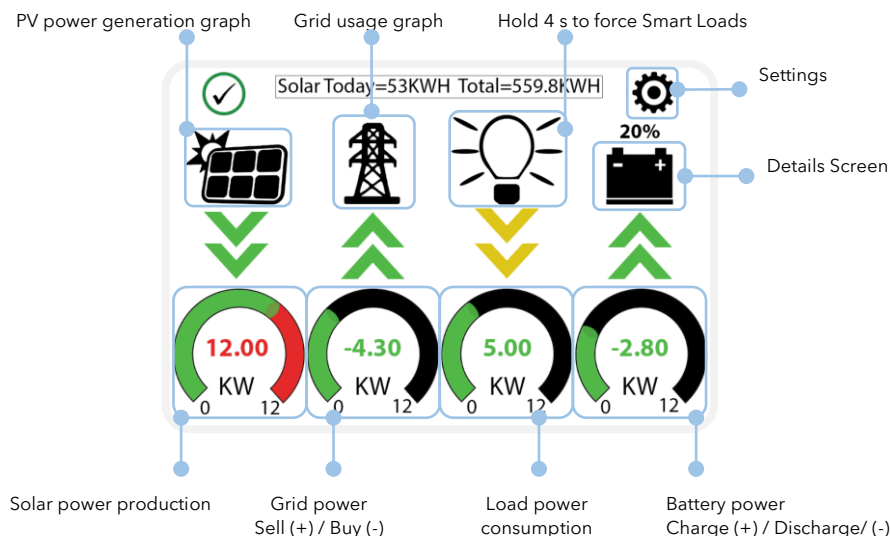 PV power generation graph
Grid usage graph
Hold 4 s to force Smart Loads
Solar Today=53KWH Total=559.8KWH
Settings
20%
- +
Details Screen
12.00
KW
0 12
-4.30
KW
0 12
5.00
KW
0 12
-2.80
KW
0 12
Solar power production
Grid power
Sell (+) / Buy (-)
Load power
consumption
Battery power
Charge (+) / Discharge/ (-)